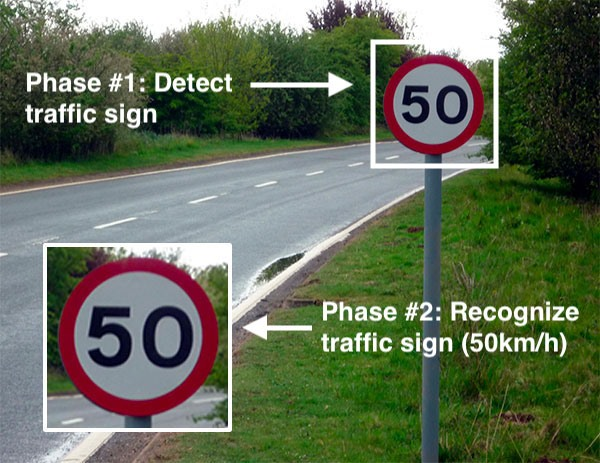 Phase #1: Detect
traffic sign
50
50
Phase #2: Recognize
traffic sign (50km/h)